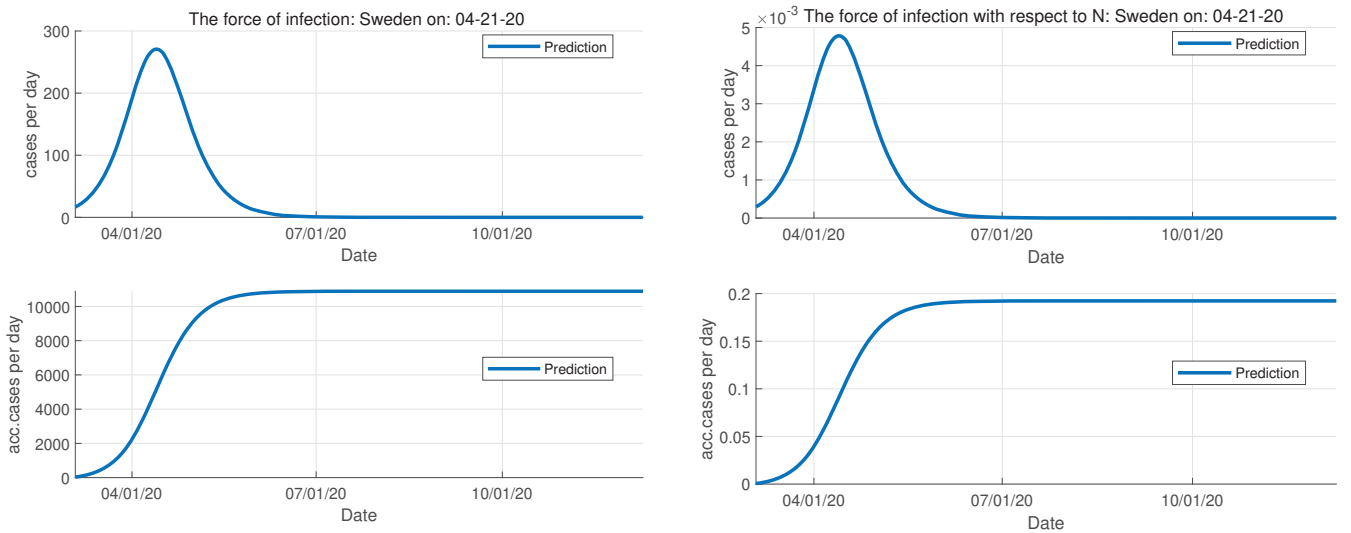 The force of infection: Sweden on: 04-21-20
300
200
100
0
cases per day
Prediction
04/01/20
07/01/20
10/01/20
Date
×10-3
The force of infection with respect to N: Sweden on: 04-21-20
5
4
3
2
1
0
cases per day
Prediction
04/01/20
07/01/20
10/01/20
Date
10000
8000
6000
4000
2000
0
acc.cases per day
Prediction
04/01/20
07/01/20
10/01/20
Date
0.2
0.15
0.1
0.05
0
acc.cases per day
Prediction
04/01/20
07/01/20
10/01/20
Date